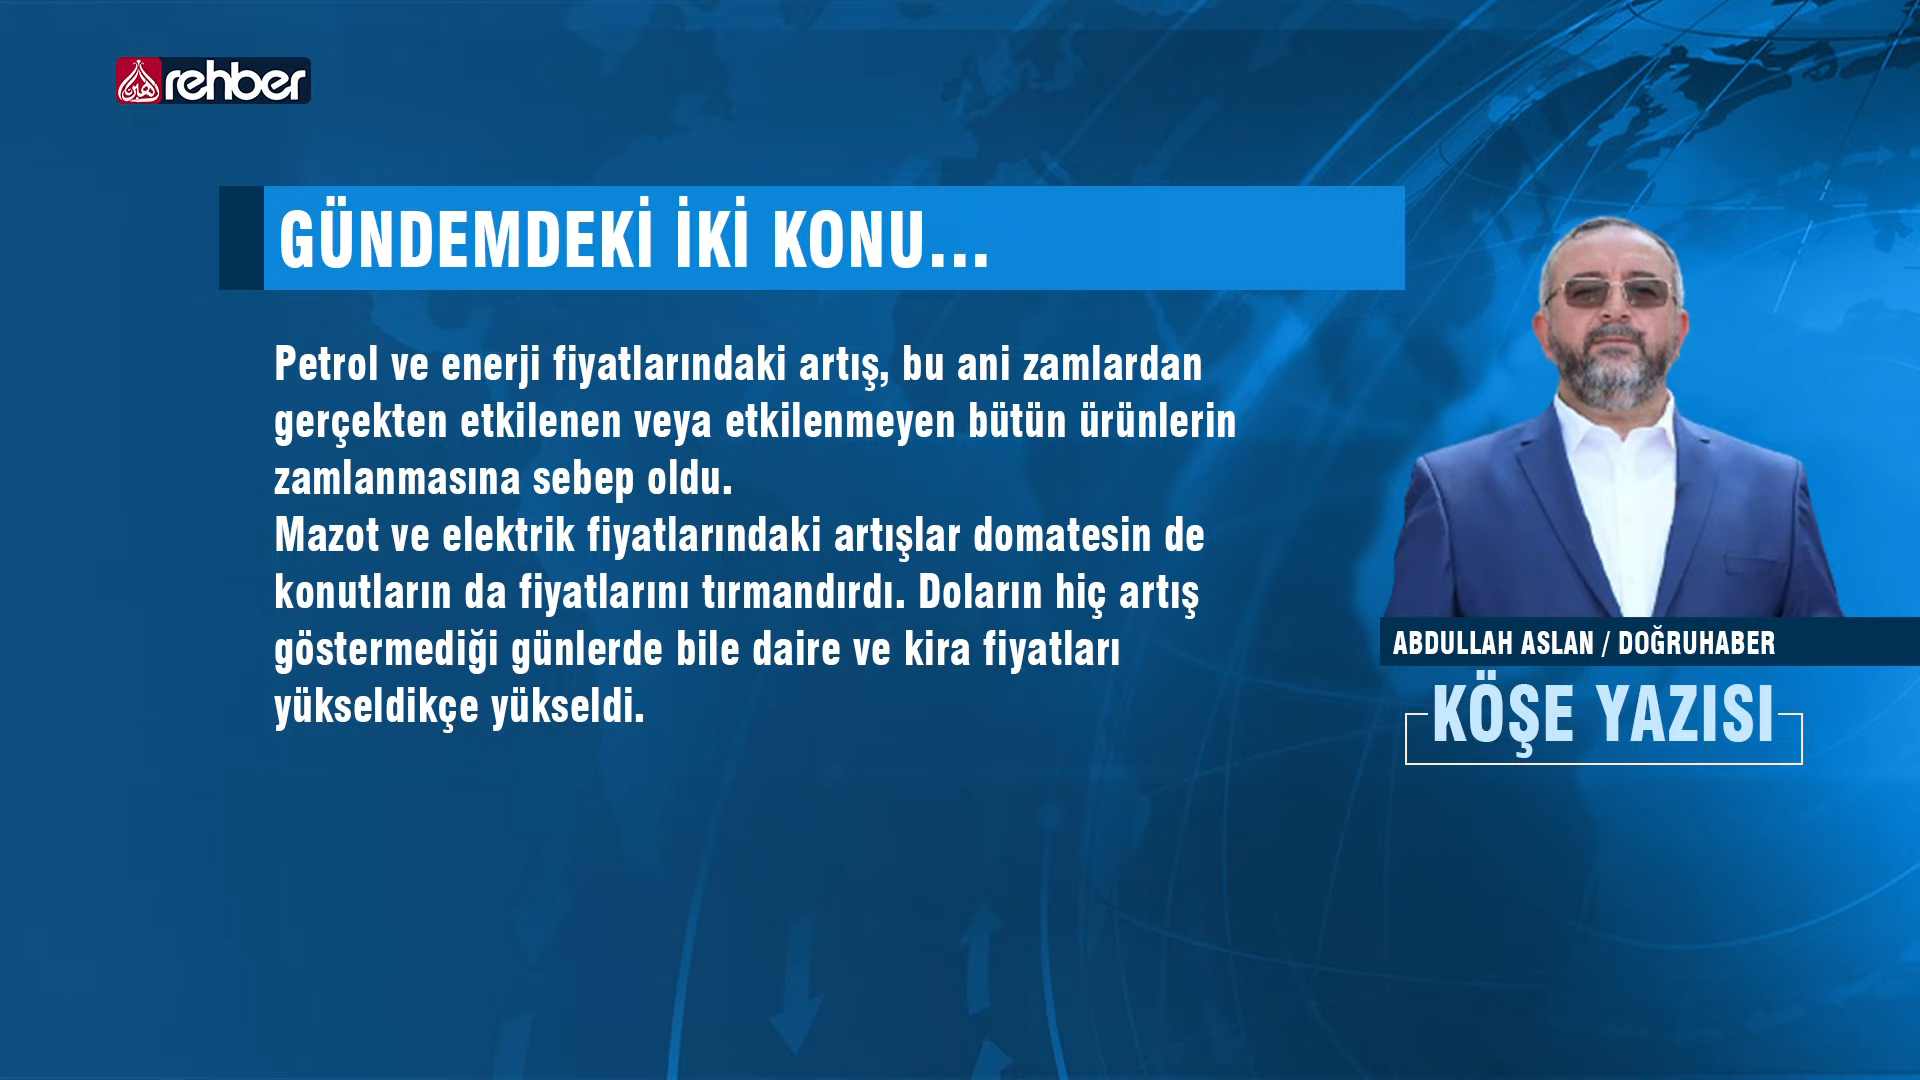 rehber
GÜNDEMDEKİ İKİ KONU...
Petrol ve enerji fiyatlarındaki artış, bu ani zamlardan
gerçekten etkilenen veya etkilenmeyen bütün ürünlerin
zamlanmasına sebep oldu.
Mazot ve elektrik fiyatlarındaki artışlar domatesin de
konutların da fiyatlarını tırmandırdı. Doların hiç artış
göstermediği günlerde bile daire ve kira fiyatları
yükseldikçe yükseldi.
ABDULLAH ASLAN / DOĞRUHABER
KÖŞE YAZISI